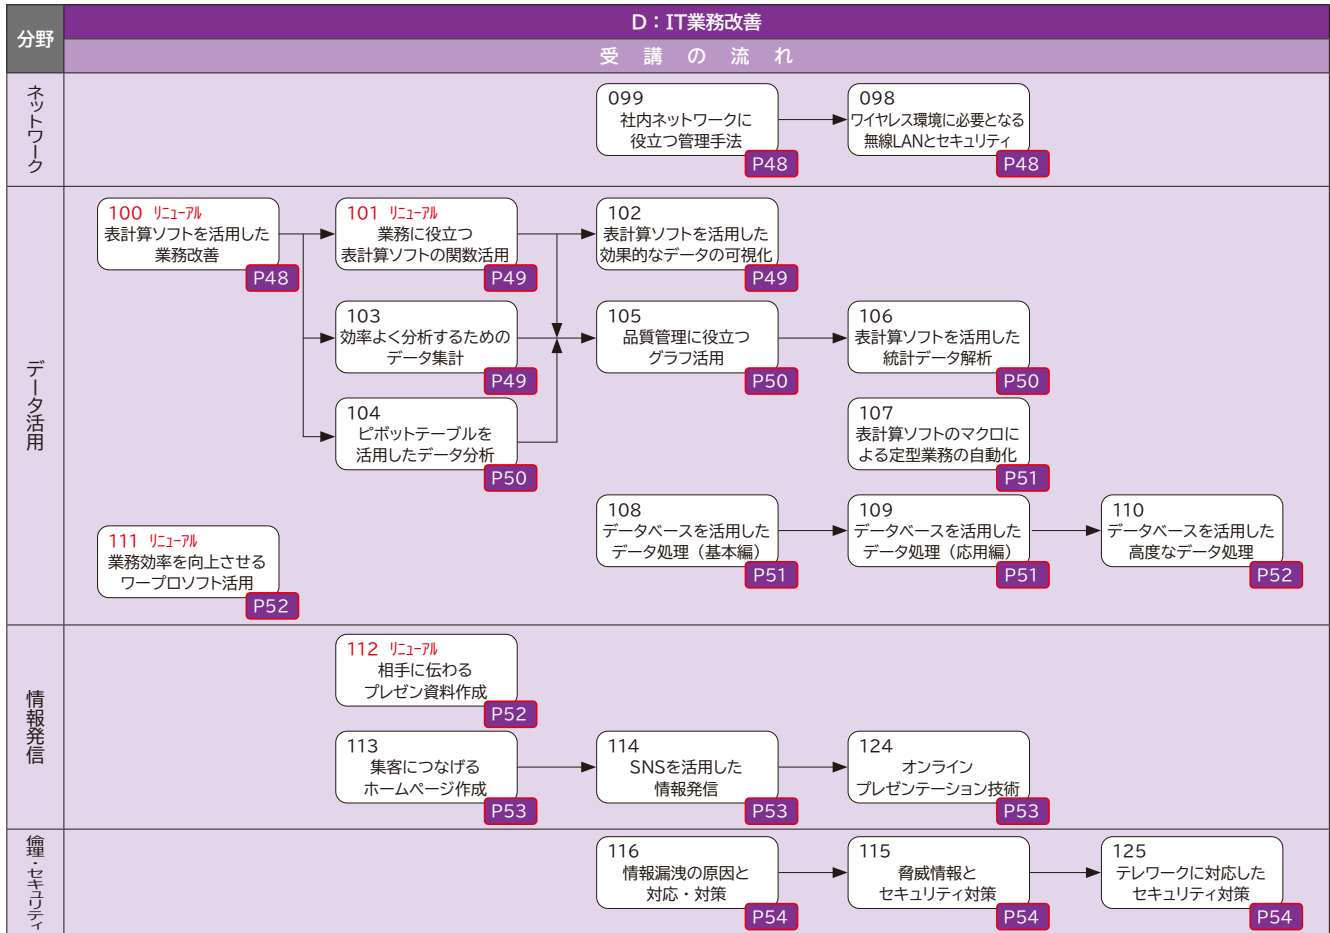 分野
D：IT業務改善
受講の流れ
ネットワーク
099
社内ネットワークに
役立つ管理手法
P48
098
ワイヤレス環境に必要となる
無線LANとセキュリティ
P48
データ活用
100 リニューアル
表計算ソフトを活用した
業務改善
P48
101 リニューアル
業務に役立つ
表計算ソフトの関数活用
P49
102
表計算ソフトを活用した
効果的なデータの可視化
P49
103
効率よく分析するための
データ集計
P49
105
品質管理に役立つ
グラフ活用
P50
106
表計算ソフトを活用した
統計データ解析
P50
104
ピボットテーブルを
活用したデータ分析
P50
107
表計算ソフトのマクロに
よる定型業務の自動化
P51
108
データベースを活用した
データ処理（基本編）
P51
109
データベースを活用した
データ処理（応用編）
P51
110
データベースを活用した
高度なデータ処理
P52
111 リニューアル
業務効率を向上させる
ワープロソフト活用
P52
情報発信
112 リニューアル
相手に伝わる
プレゼン資料作成
P52
113
集客につなげる
ホームページ作成
P53
114
SNSを活用した
情報発信
P53
124
オンライン
プレゼンテーション技術
P53
倫理・セキュリティ
116
情報漏洩の原因と
対応・対策
P54
115
脅威情報と
セキュリティ対策
P54
125
テレワークに対応した
セキュリティ対策
P54